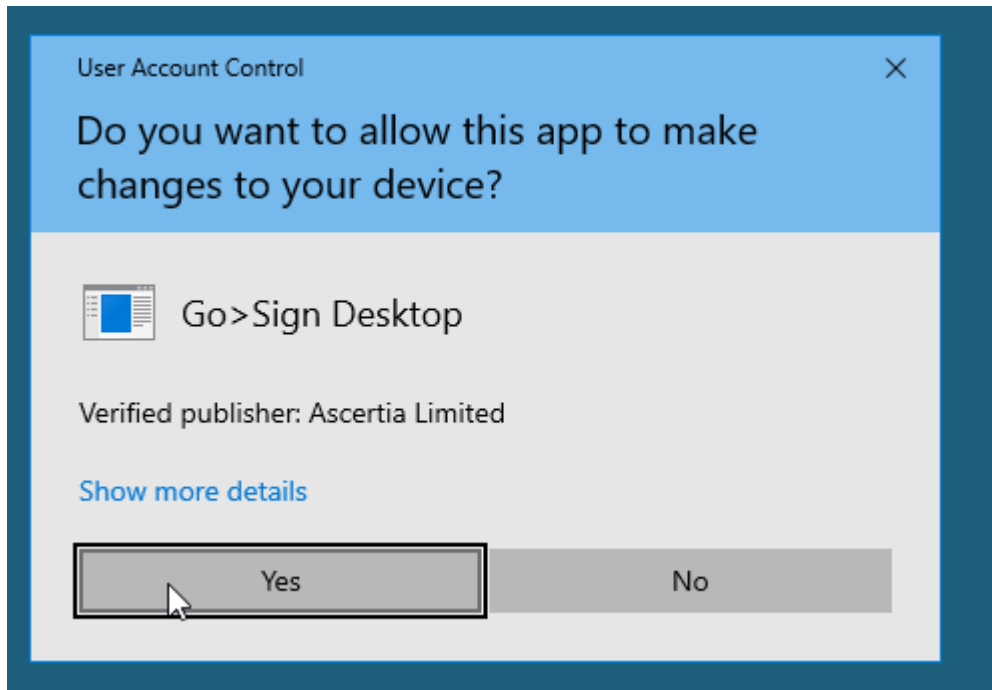 User Account Control
Do you want to allow this app to make
changes to your device?
Go>Sign Desktop
Verified publisher: Ascertia Limited
Show more details
Yes
No